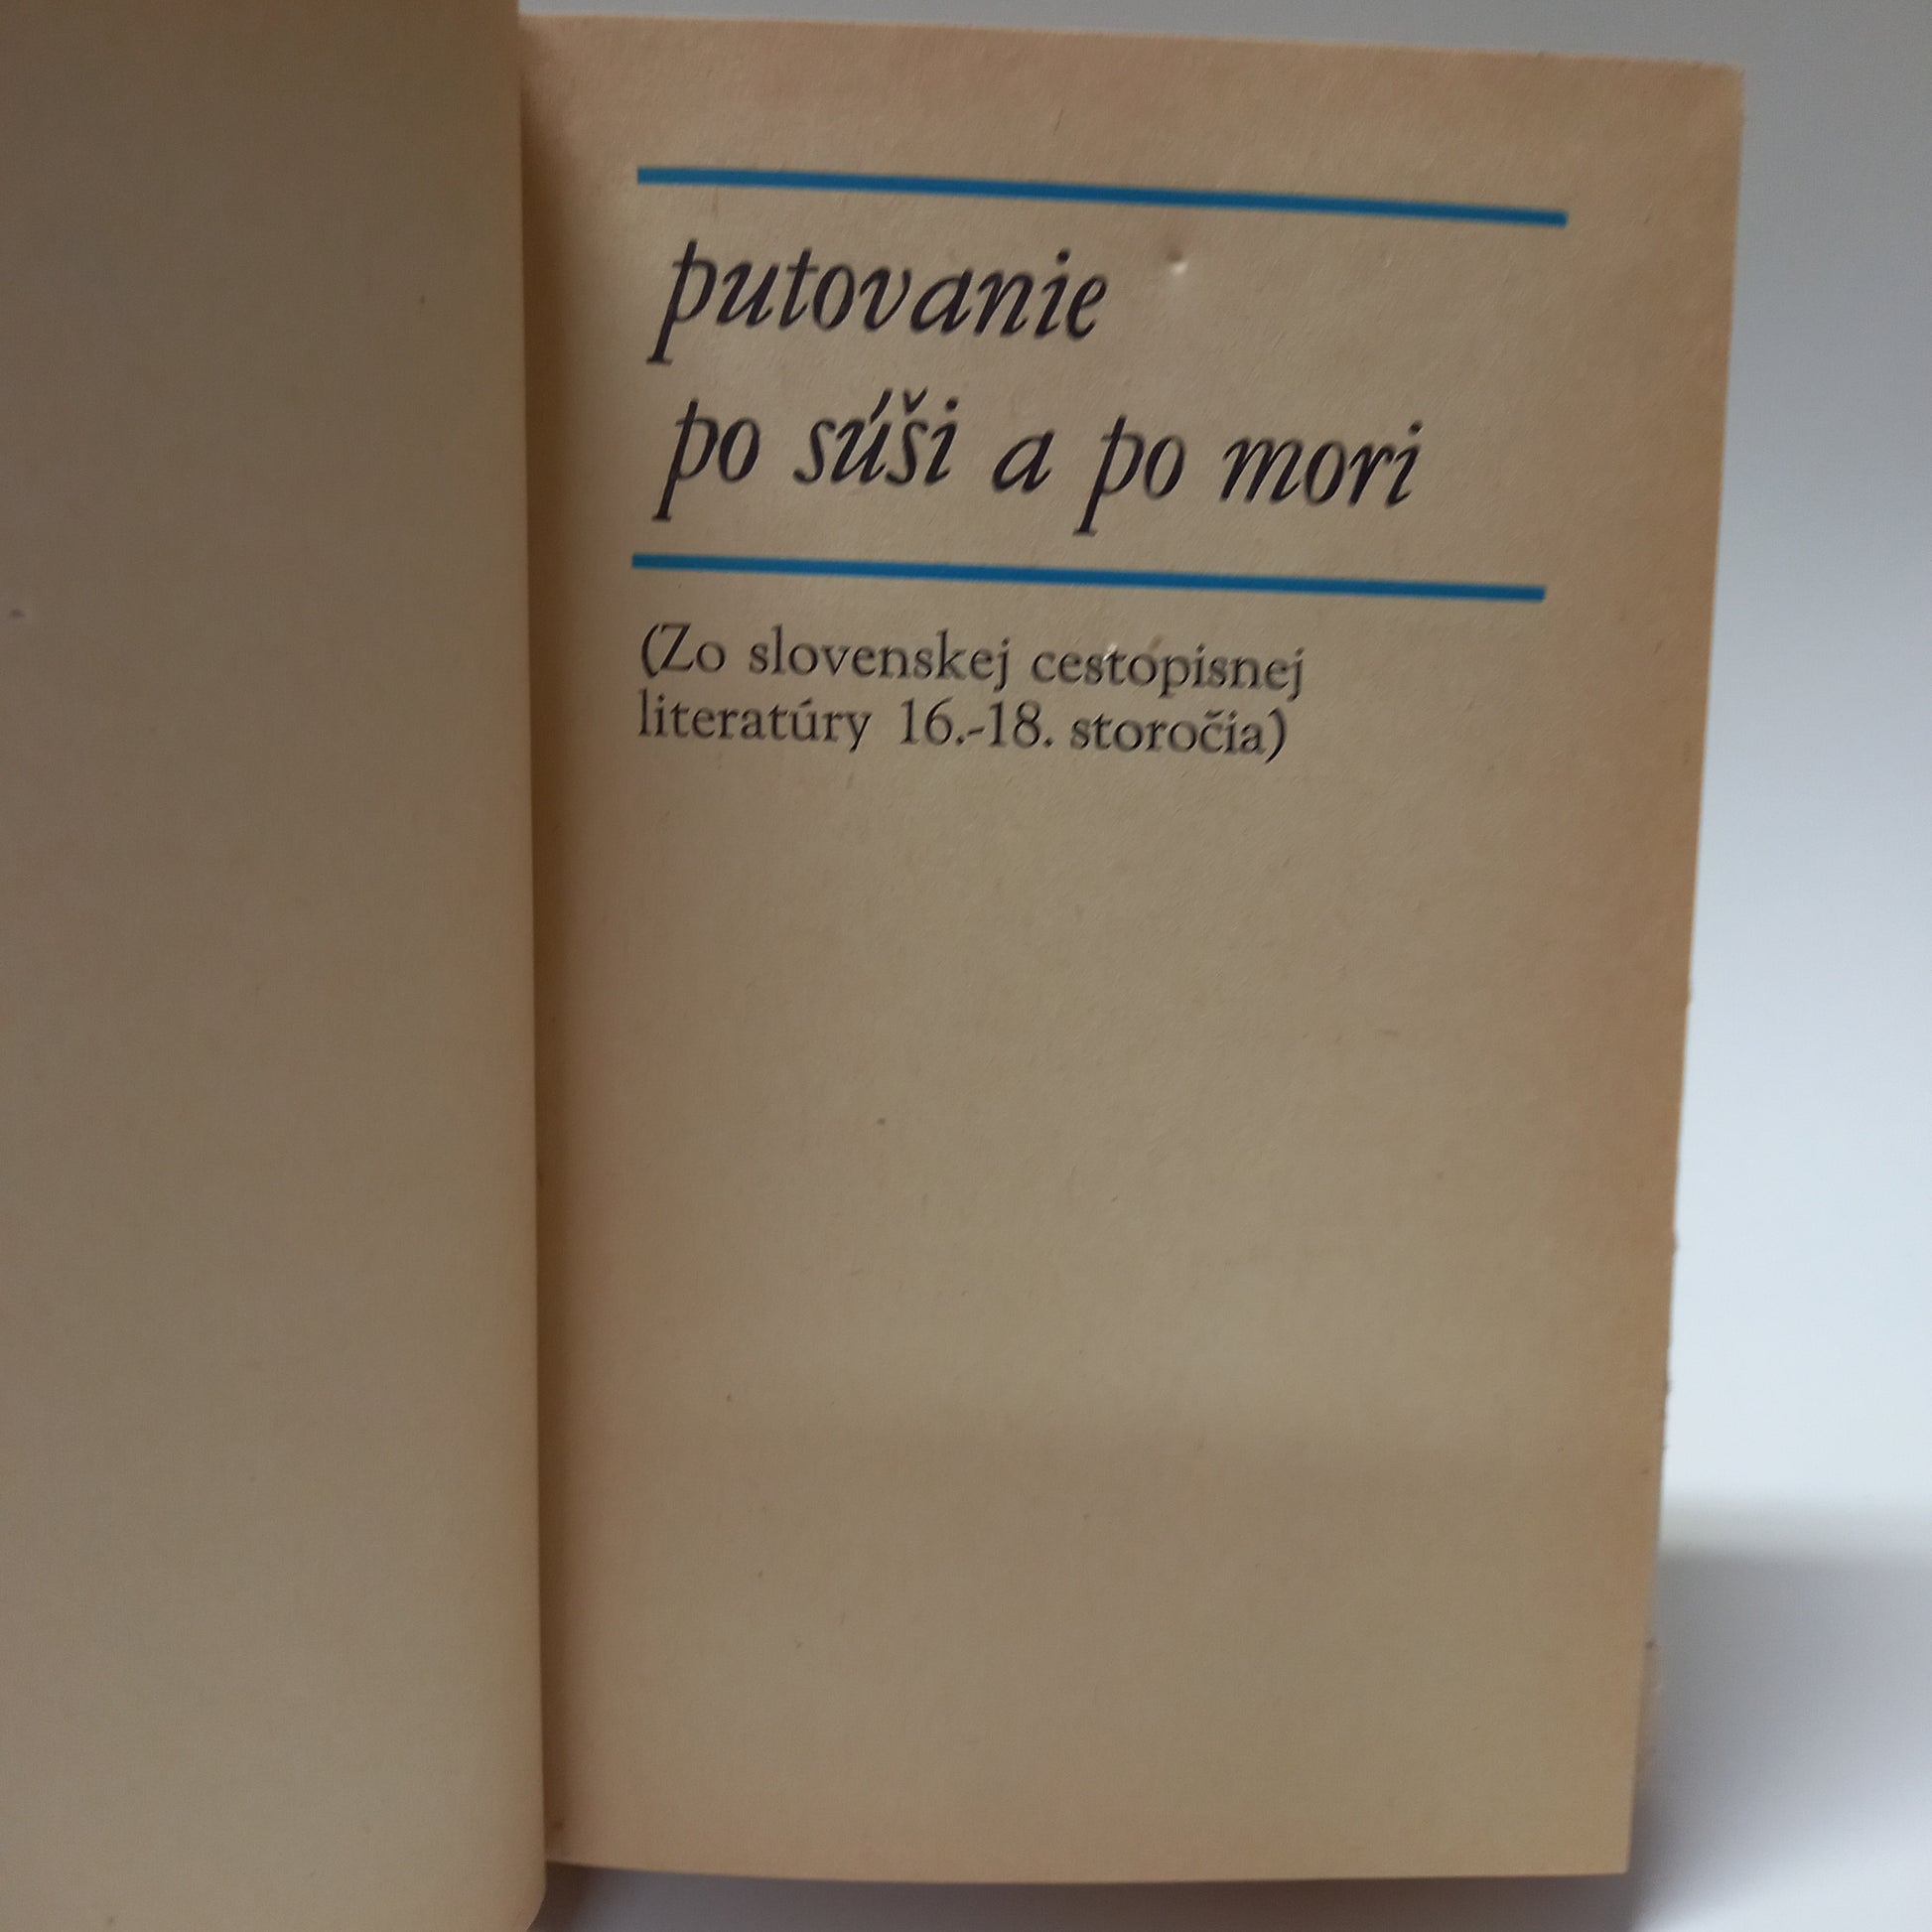 putovanie
po súši a po mori
(Zo slovenskej cestopisnej
literatúry 16.-18. storočia)